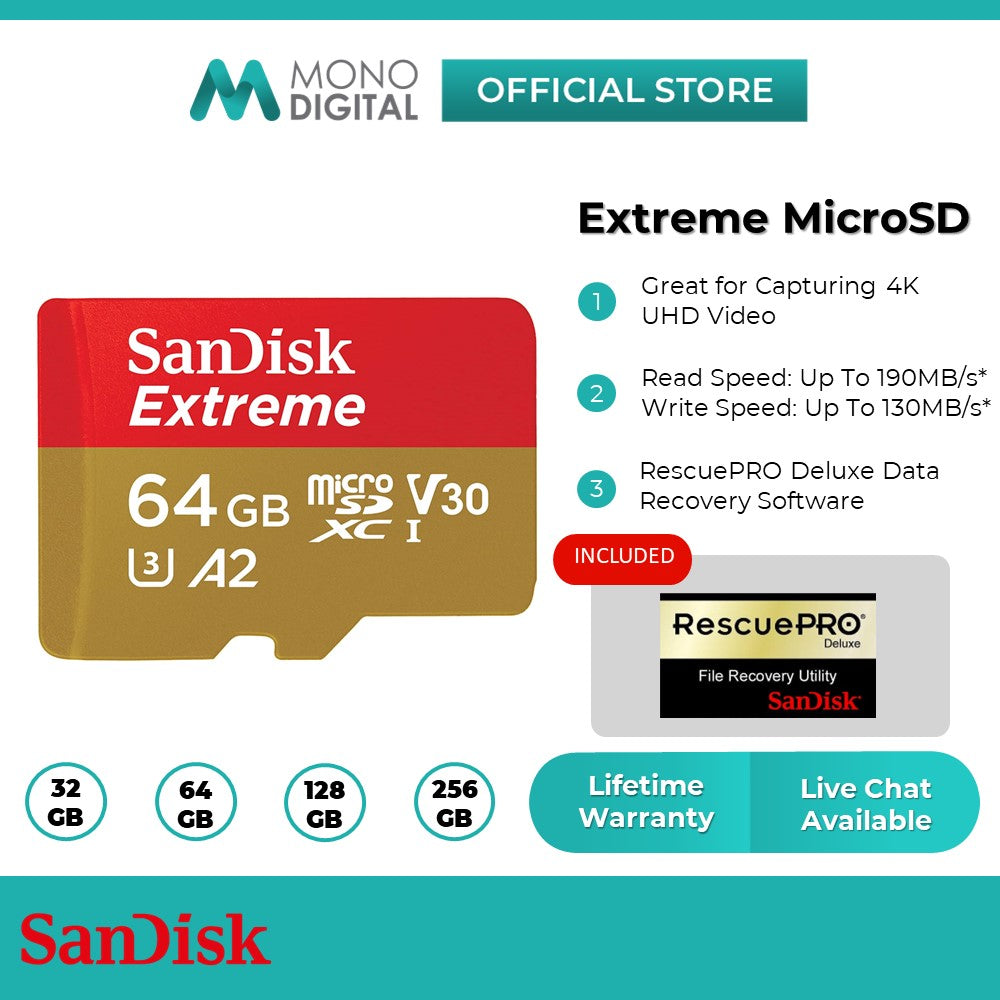 MONO
DIGITAL
OFFICIAL STORE
Extreme MicroSD
1
Great for Capturing 4K
UHD Video
2
Read Speed: Up To 190MB/s*
Write Speed: Up To 130MB/s*
3
RescuePRO Deluxe Data
Recovery Software
SanDisk
Extreme
64GB micro SD XC I V30
3 A2
INCLUDED
RescuePRO®
Deluxe
File Recovery Utility
SanDisk
32
GB
64
GB
128
GB
256
GB
Lifetime
Warranty
Live Chat
Available
SanDisk